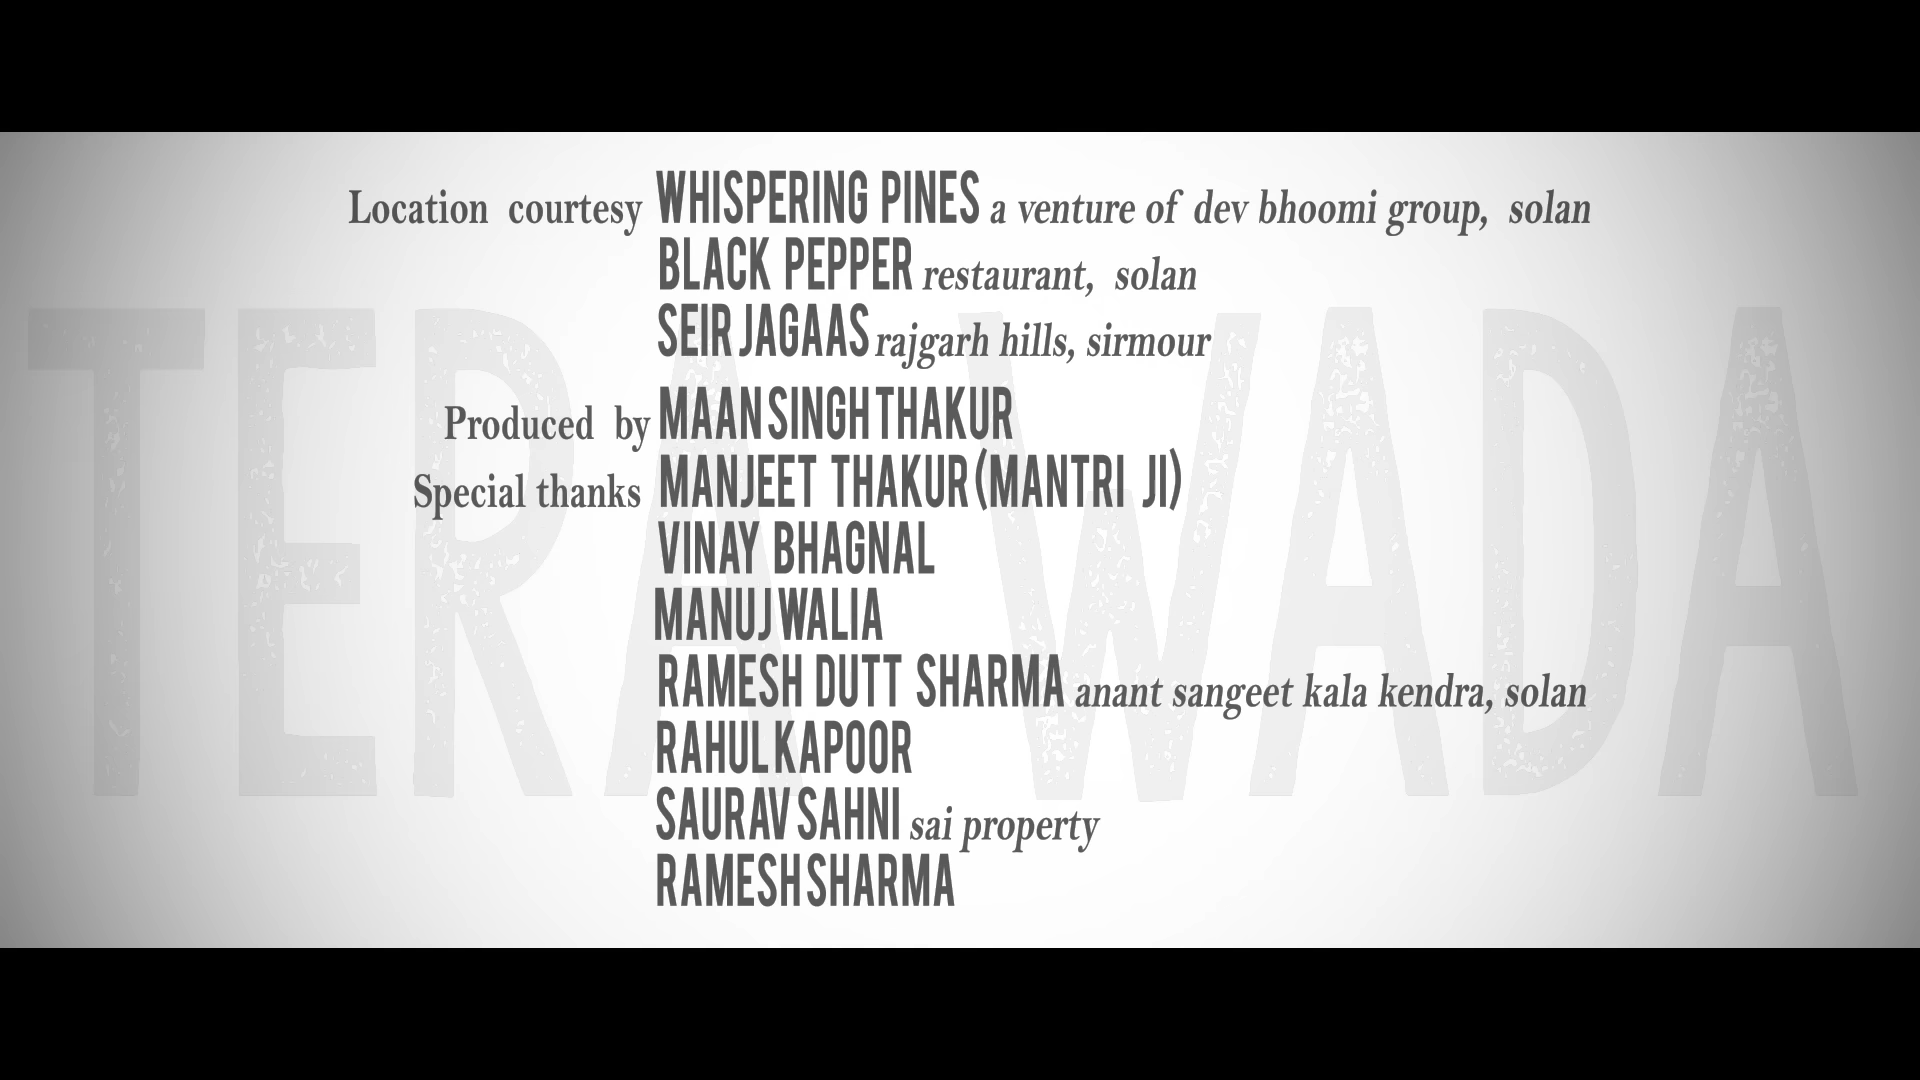 Location courtesy WHISPERING PINES a venture of dev bhoomi group, solan
BLACK PEPPER restaurant, solan
SEIR JAGAAS rajgarh hills, sirmour
Produced by MAAN SINGH THAKUR
Special thanks MANJEET THAKUR (MANTRI JI)
VINAY BHAGNAL
MANUJ WALIA
RAMESH DUTT SHARMA anant sangeet kala kendra, solan
RAHUL KAPOOR
SAURAV SAHNI sai property
RAMESH SHARMA
TERA WADA